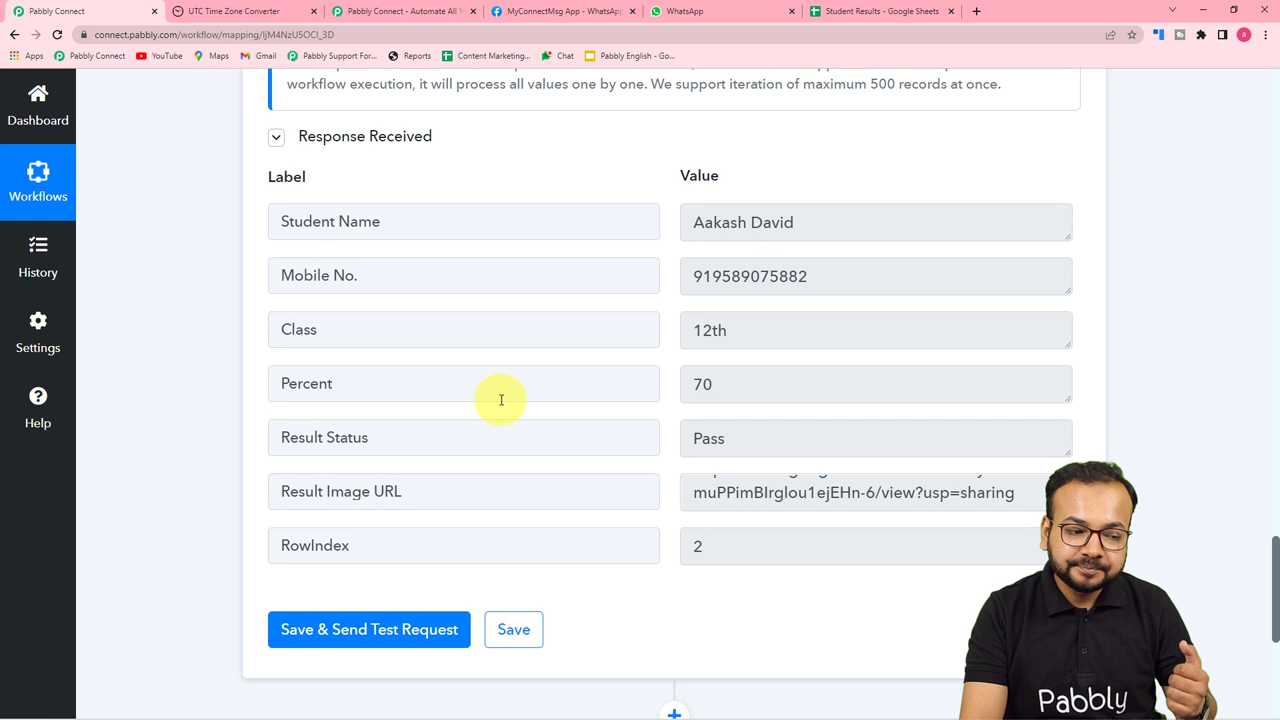 Pabbly Connect
UTC Time Zone Converter
Pabbly Connect - Automate All
MyConnectMsg App - WhatsApp
WhatsApp
Student Results - Google Sheets
connect.pabbly.com/workflow/mapping/IjM4NzU5OCI_3D
Apps
Pabbly Connect
YouTube
Maps
Gmail
Pabbly Support For...
Reports
Content Marketing...
Chat
Pabbly English - Go...
a
Dashboard
Workflows
History
Settings
Help
workflow execution, it will process all values one by one. We support iteration of maximum 500 records at once.
Response Received
Label
Value
Student Name
Aakash David
Mobile No.
919589075882
Class
12th
Percent
70
Result Status
Pass
Result Image URL
muPPimBIrglou1ejEHn-6/view?usp=sharing
RowIndex
2
Save & Send Test Request
Save
Pabbly